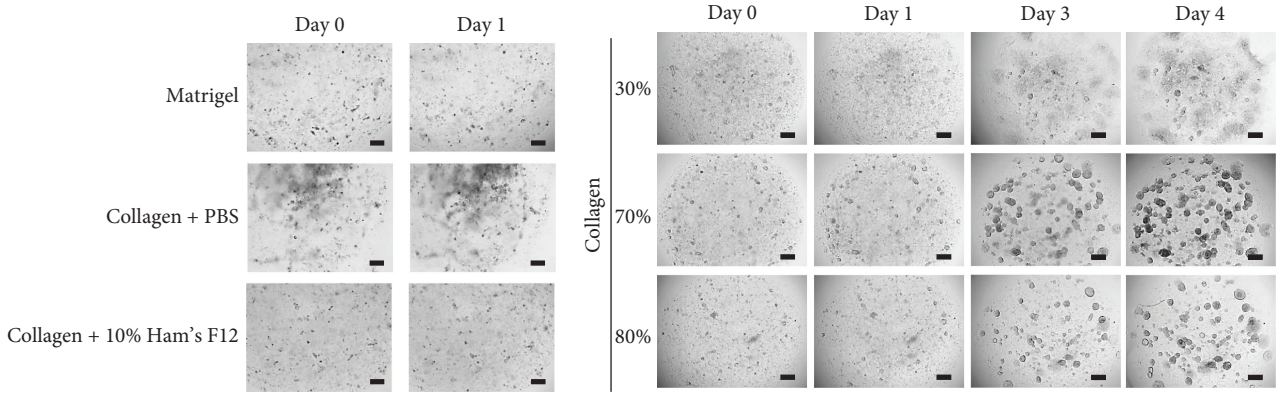 Day 0
Day 1
Matrigel
Collagen + PBS
Collagen + 10% Ham's F12
Day 0
Day 1
Day 3
Day 4
Collagen
30%
70%
80%